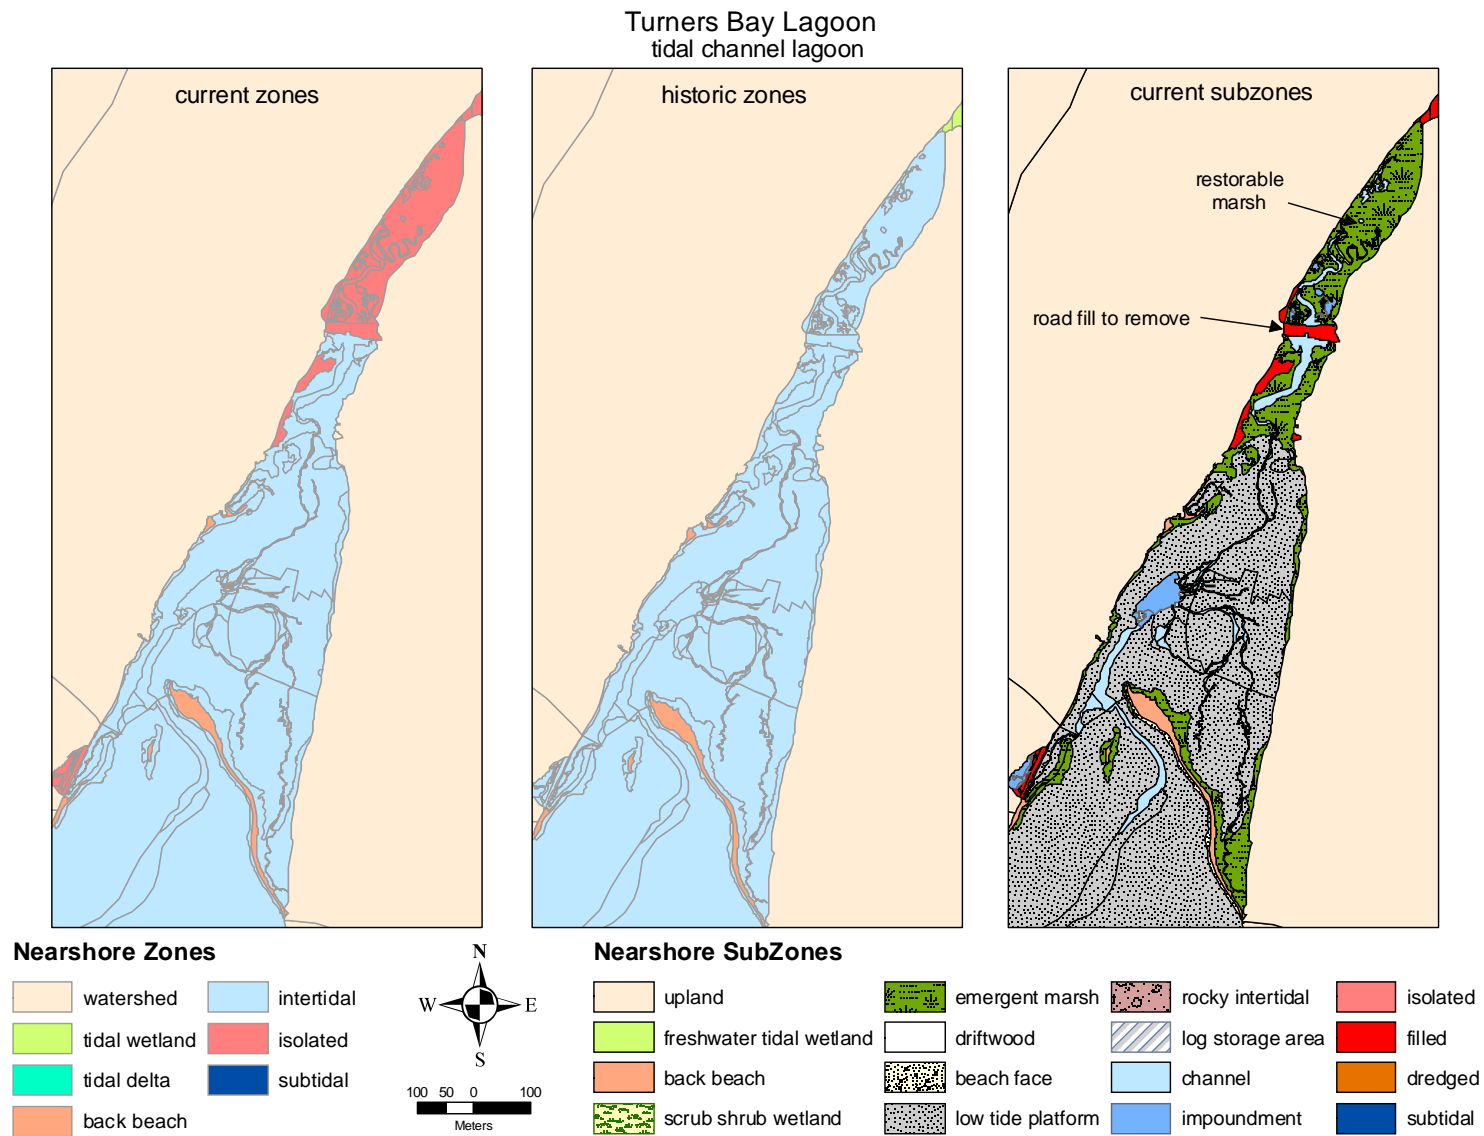 Turners Bay Lagoon
tidal channel lagoon
current zones
historic zones
current subzones
restorable
marsh
road fill to remove
Nearshore Zones
watershed
intertidal
tidal wetland
isolated
tidal delta
subtidal
back beach
N
W
E
S
100 50 0 100
Meters
Nearshore SubZones
upland
emergent marsh
rocky intertidal
isolated
freshwater tidal wetland
driftwood
log storage area
filled
back beach
beach face
channel
dredged
scrub shrub wetland
low tide platform
impoundment
subtidal